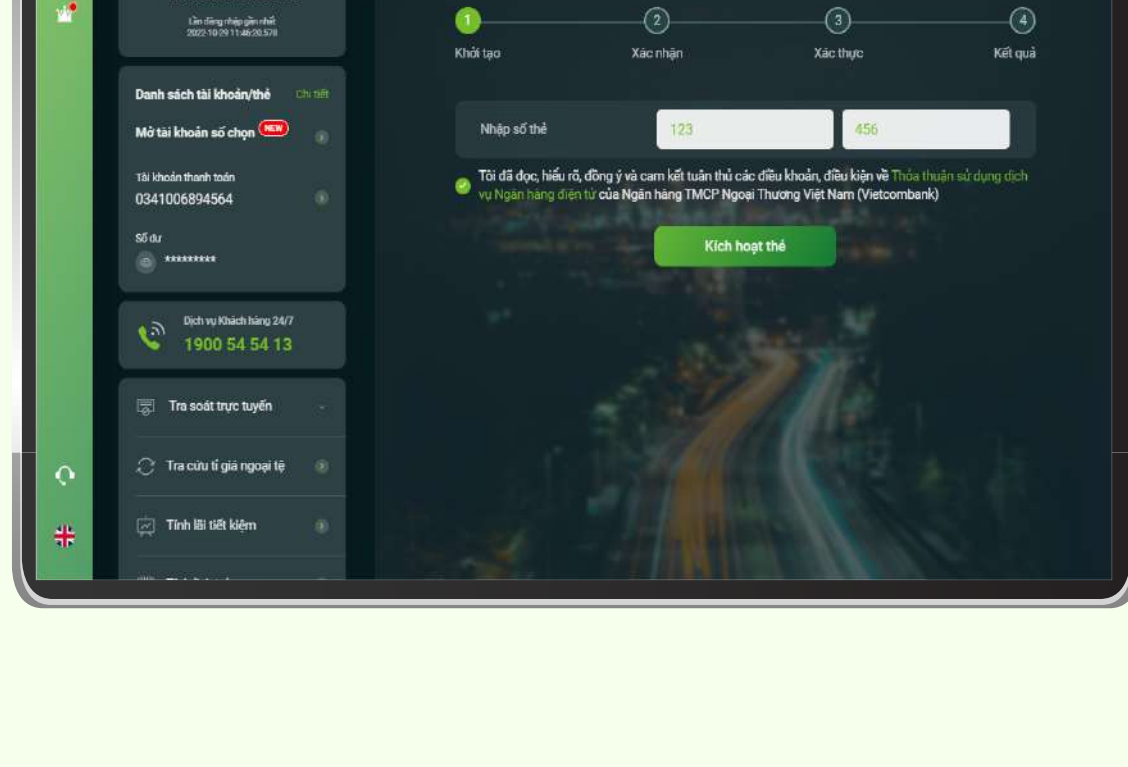 Lần đăng nhập gần nhất
2022-10-29 11:46:20.578
1
2
3
4
Khởi tạo
Xác nhận
Xác thực
Kết quả
Danh sách tài khoản/thẻ
Chi tiết
Mở tài khoản số chọn NEW
Tài khoản thanh toán
0341006894564
Số dư
*********
Dịch vụ Khách hàng 24/7
1900 54 54 13
Tra soát trực tuyến
Tra cứu tỉ giá ngoại tệ
Tính lãi tiết kiệm
Nhập số thẻ
123
456
Tôi đã đọc, hiểu rõ, đồng ý và cam kết tuân thủ các điều khoản, điều kiện về Thỏa thuận sử dụng dịch
vụ Ngân hàng điện tử của Ngân hàng TMCP Ngoại Thương Việt Nam (Vietcombank)
Kích hoạt thẻ